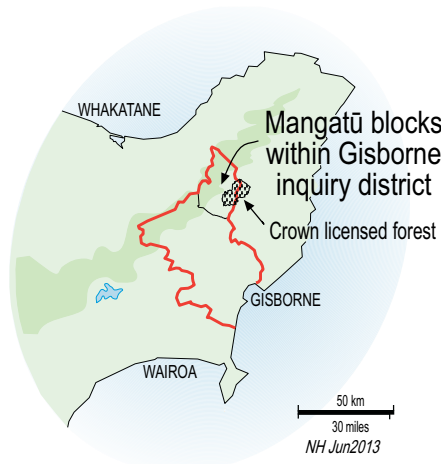 WHAKATANE
Mangatū blocks
within Gisborne
inquiry district
Crown licensed forest
GISBORNE
WAIROA
50 km
30 miles
NH Jun2013